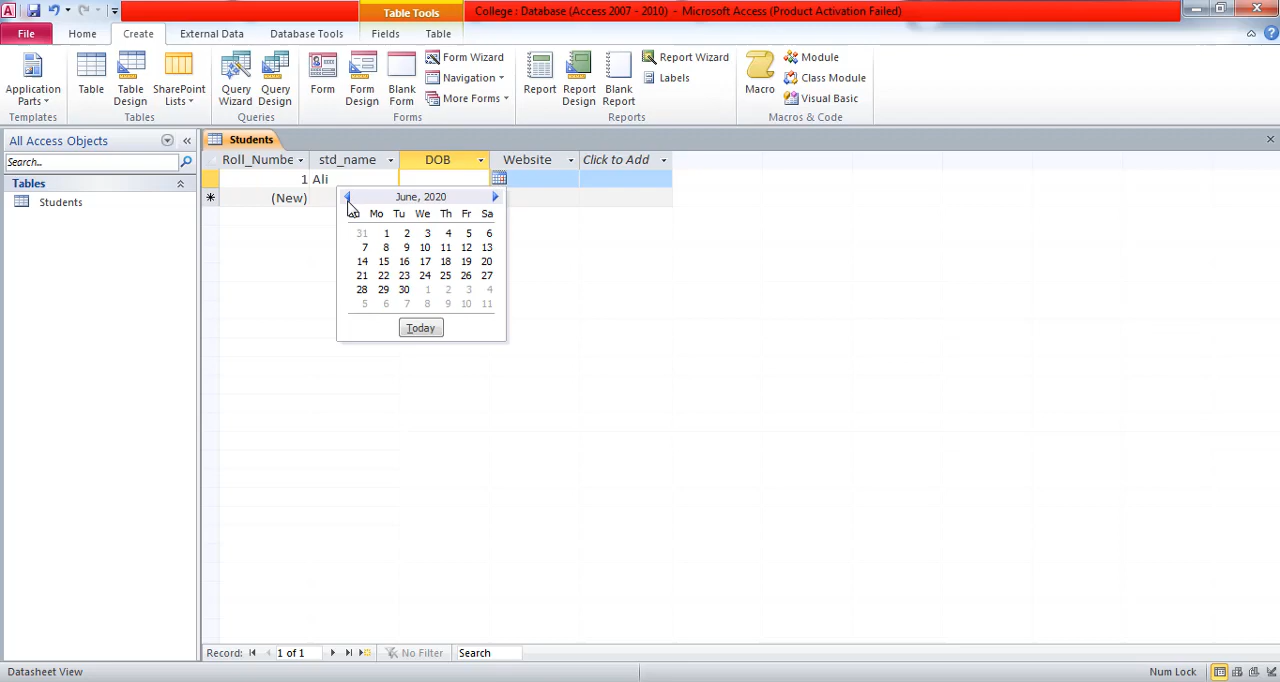 Table Tools
College : Database (Access 2007 - 2010) - Microsoft Access (Product Activation Failed)
File Home Create External Data Database Tools Fields Table
Application Parts
Table
Table Design
SharePoint Lists
Query Wizard
Query Design
Form
Form Design
Blank Form
Form Wizard
Navigation
More Forms
Report
Report Design
Blank Report
Report Wizard
Labels
Macro
Module
Class Module
Visual Basic
Templates Tables Queries Forms Reports Macros & Code
All Access Objects
Search...
Tables
Students
Students
Roll_Numbe std_name DOB Website Click to Add
1 Ali
(New)
June, 2020
Mo Tu We Th Fr Sa
31 1 2 3 4 5 6
7 8 9 10 11 12 13
14 15 16 17 18 19 20
21 22 23 24 25 26 27
28 29 30 1 2 3 4
5 6 7 8 9 10 11
Today
Record: 1 of 1 No Filter Search
Datasheet View Num Lock